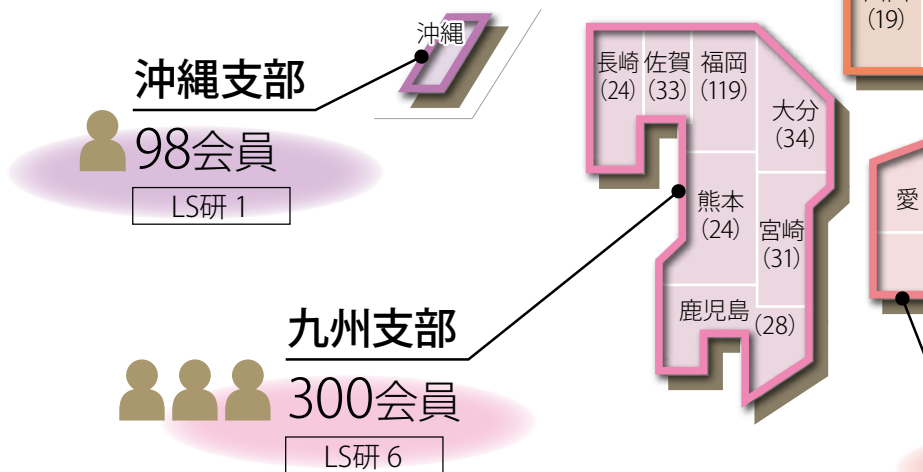 沖縄
沖縄支部
98会員
LS研 1
長崎
(24)
佐賀
(33)
福岡
(119)
大分
(34)
熊本
(24)
宮崎
(31)
鹿児島
(28)
九州支部
300会員
LS研 6
(19)
愛